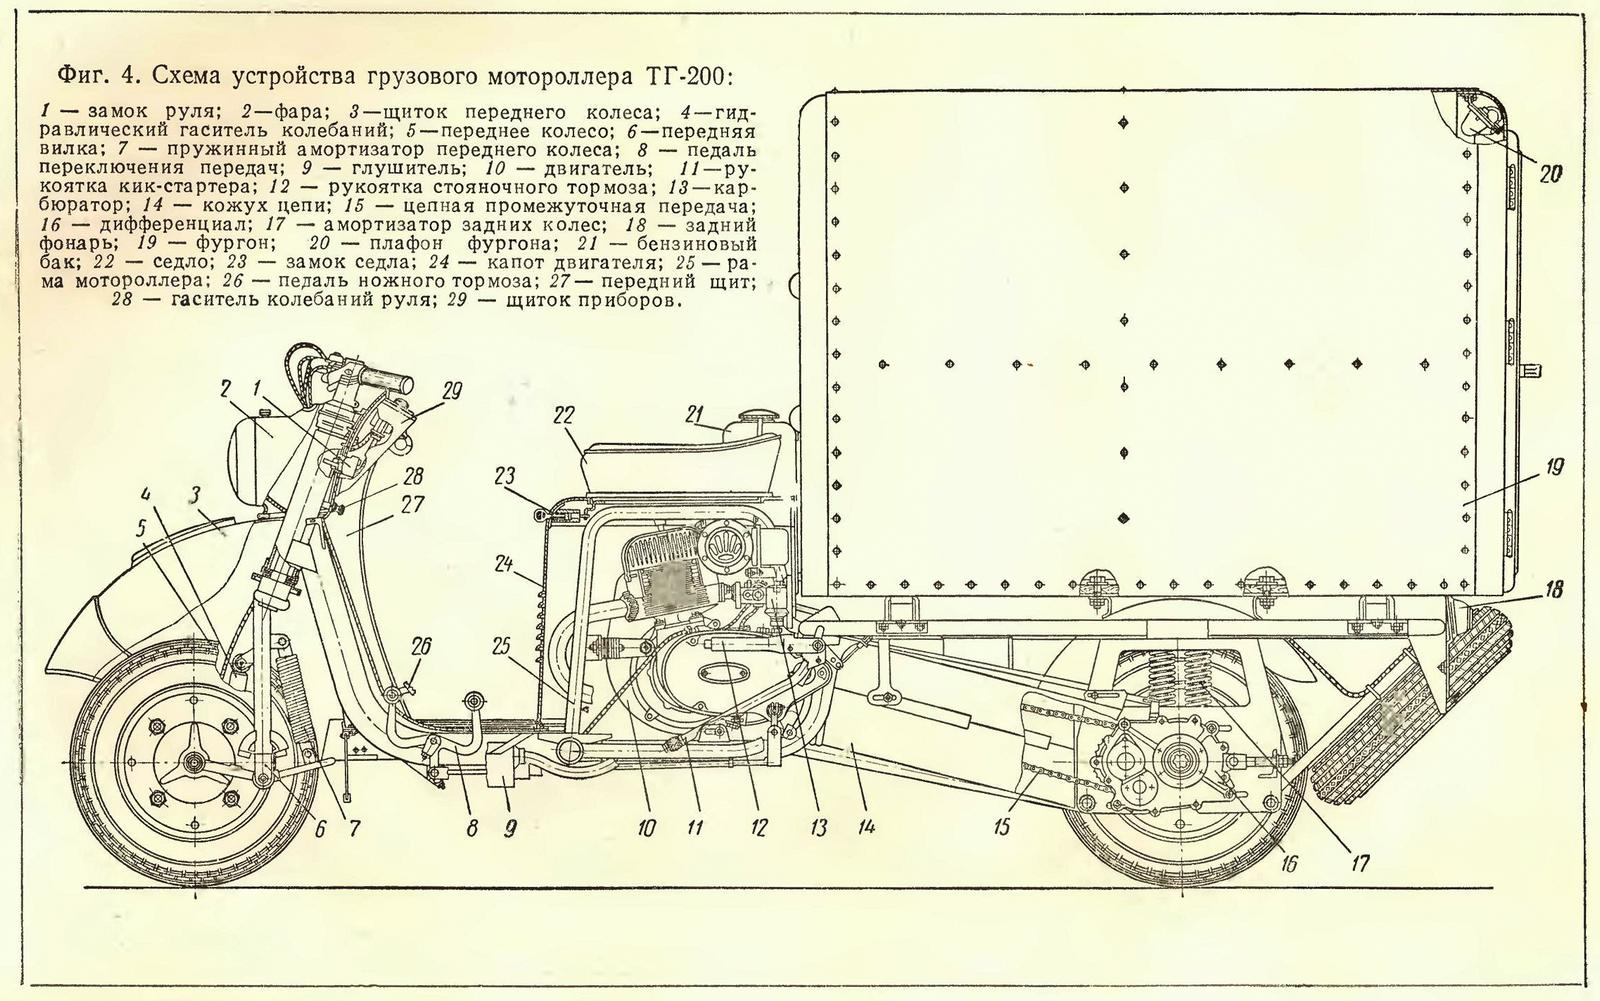 Фиг. 4. Схема устройства грузового мотороллера ТГ-200:
1 — замок руля; 2—фара; 3—щиток переднего колеса; 4—гид-
равлический гаситель колебаний; 5—переднее колесо; 6—передняя
вилка; 7 — пружинный амортизатор переднего колеса; 8 — педаль
переключения передач; 9 — глушитель; 10 — двигатель; 11—ру-
коятка кик-стартера; 12 — рукоятка стояночного тормоза; 13—кар-
бюратор; 14 — кожух цепи; 15 — цепная промежуточная передача;
16 — дифференциал; 17 — амортизатор задних колес; 18 — задний
фонарь; 19 — фургон; 20 — плафон фургона; 21 — бензиновый
бак; 22 — седло; 23 — замок седла; 24 — капот двигателя; 25 — ра-
ма мотороллера; 26 — педаль ножного тормоза; 27— передний щит;
28 — гаситель колебаний руля; 29 — щиток приборов.
20
2 1 29
22 21
19
28
23
4 3
27
5
24
18
25
26
6 7 8 9 10 11 12 13 14 15
16 17